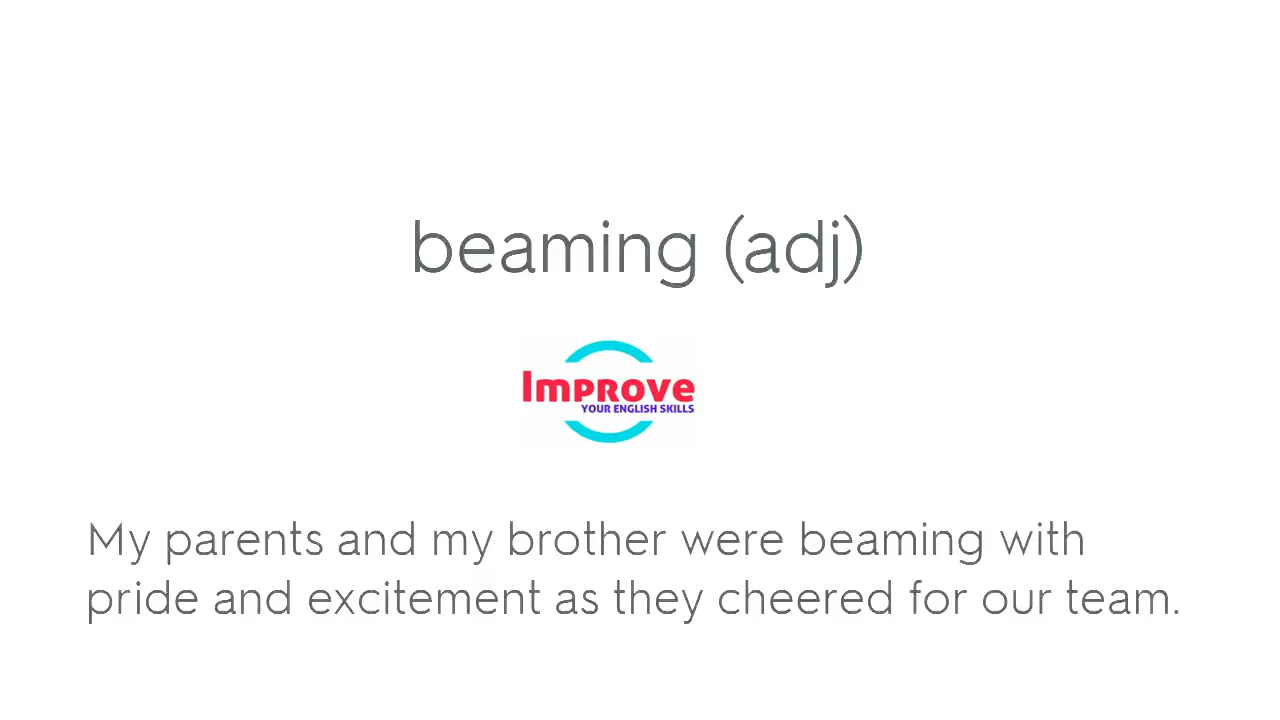 beaming (adj)
Improve
YOUR ENGLISH SKILLS
My parents and my brother were beaming with
pride and excitement as they cheered for our team.